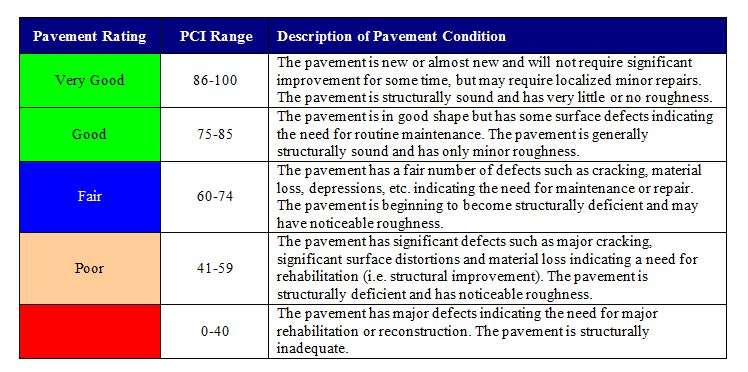 Pavement Rating PCI Range Description of Pavement Condition
Very Good 86-100 The pavement is new or almost new and will not require significant
improvement for some time, but may require localized minor repairs.
The pavement is structurally sound and has very little or no roughness.
Good 75-85 The pavement is in good shape but has some surface defects indicating
the need for routine maintenance. The pavement is generally
structurally sound and has only minor roughness.
Fair 60-74 The pavement has a fair number of defects such as cracking, material
loss, depressions, etc. indicating the need for maintenance or repair.
The pavement is beginning to become structurally deficient and may
have noticeable roughness.
Poor 41-59 The pavement has significant defects such as major cracking,
significant surface distortions and material loss indicating a need for
rehabilitation (i.e. structural improvement). The pavement is
structurally deficient and has noticeable roughness.
0-40 The pavement has major defects indicating the need for major
rehabilitation or reconstruction. The pavement is structurally
inadequate.